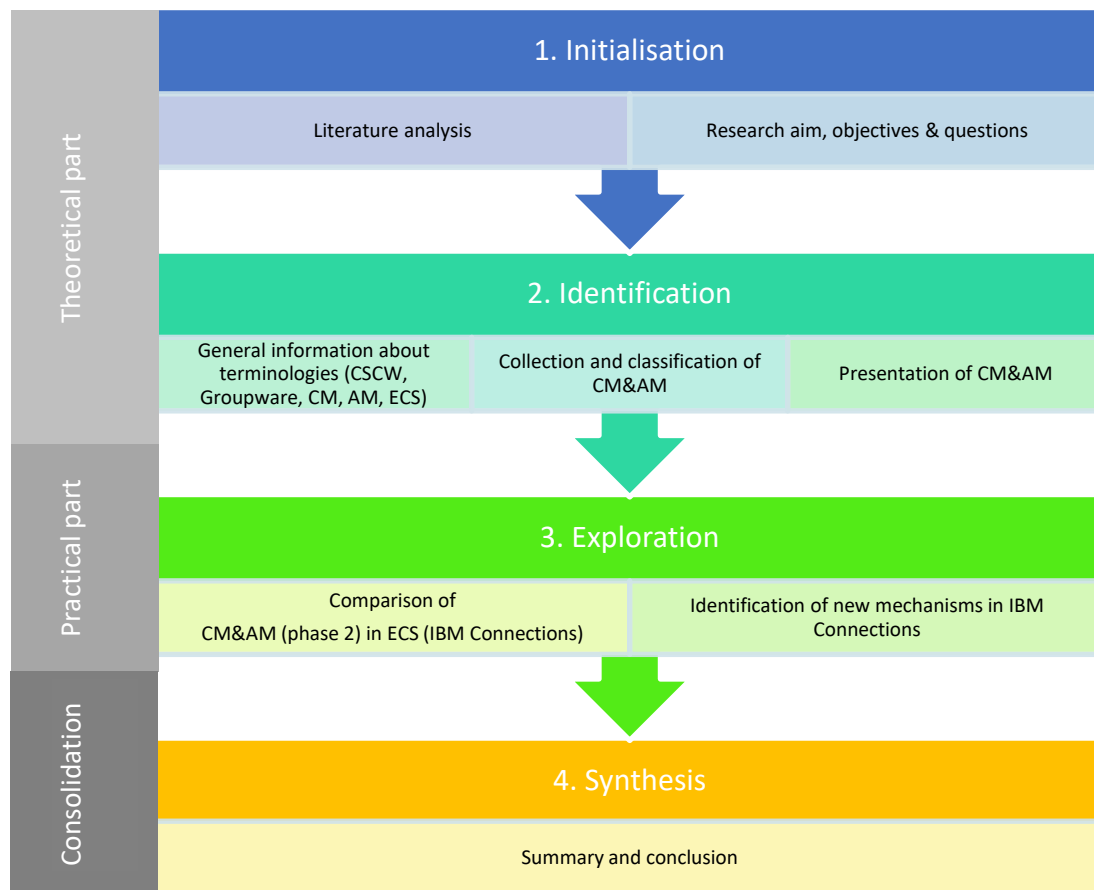 Theoretical part
1. Initialisation
Literature analysis
Research aim, objectives & questions
2. Identification
General information about
terminologies (CSCW,
Groupware, CM, AM, ECS)
Collection and classification of
CM&AM
Presentation of CM&AM
Practical part
3. Exploration
Comparison of
CM&AM (phase 2) in ECS (IBM Connections)
Identification of new mechanisms in IBM
Connections
Consolidation
4. Synthesis
Summary and conclusion